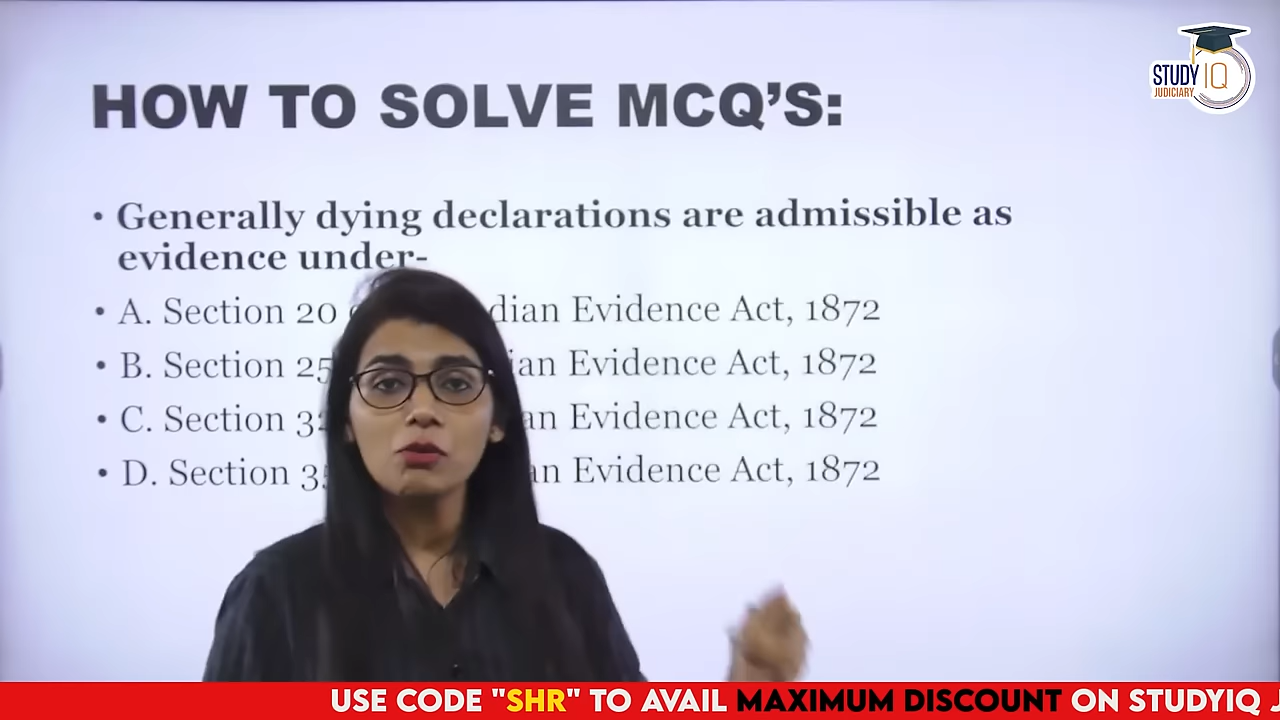 STUDY IQ
JUDICIARY
HOW TO SOLVE MCQ'S:
• Generally dying declarations are admissible as
evidence under-
• A. Section 20 dian Evidence Act, 1872
• B. Section 25 ian Evidence Act, 1872
• C. Section 3 an Evidence Act, 1872
• D. Section 3 n Evidence Act, 1872
USE CODE "SHR" TO AVAIL MAXIMUM DISCOUNT ON STUDYIQ J